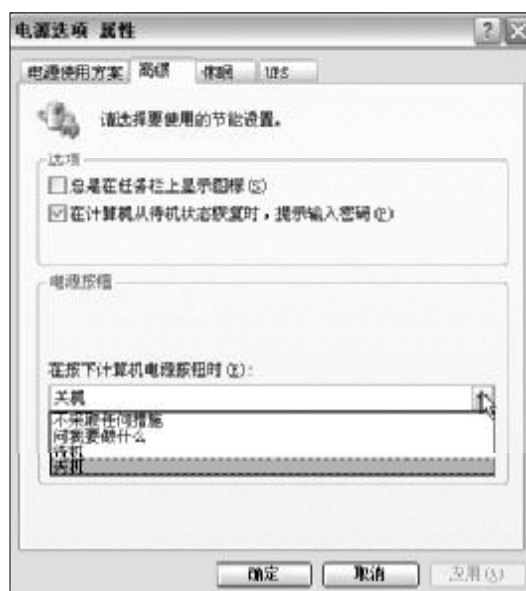 电源选项 属性
电源使用方案 高级 休眠 UPS
请选择要使用的节能设置。
选项
总是在任务栏上显示图标(S)
在计算机从待机状态恢复时，提示输入密码(P)
电源按钮
在按下计算机电源按钮时(E)：
关机
不采取任何措施
问我要做什么
待机
关机
确定 取消 应用(A)